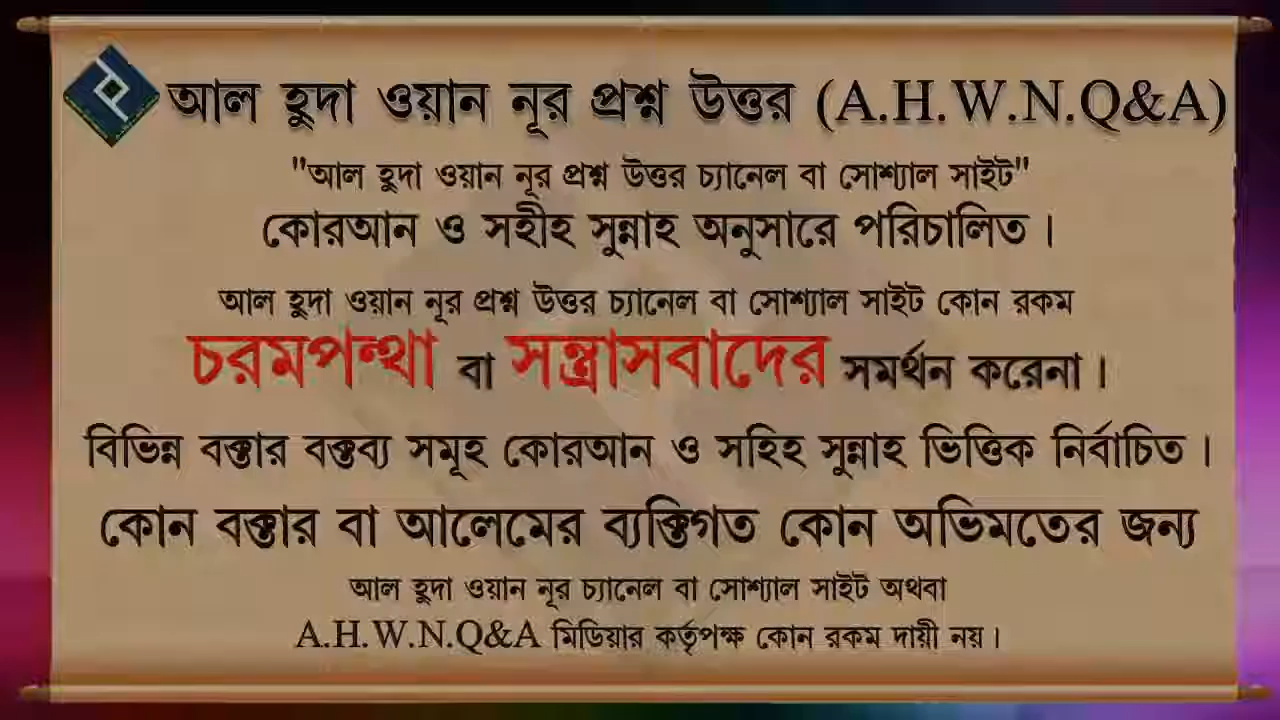 আল হুদা ওয়ান নূর প্রশ্ন উত্তর (A.H.W.N.Q&A)
"আল হুদা ওয়ান নূর প্রশ্ন উত্তর চ্যানেল বা সোশ্যাল সাইট"
কোরআন ও সহীহ সুন্নাহ অনুসারে পরিচালিত ।
আল হুদা ওয়ান নূর প্রশ্ন উত্তর চ্যানেল বা সোশ্যাল সাইট কোন রকম
চরমপন্থা বা সন্ত্রাসবাদের সমর্থন করেনা ।
বিভিন্ন বক্তার বক্তব্য সমূহ কোরআন ও সহিহ সুন্নাহ ভিত্তিক নির্বাচিত ।
কোন বক্তার বা আলেমের ব্যক্তিগত কোন অভিমতের জন্য
আল হুদা ওয়ান নূর চ্যানেল বা সোশ্যাল সাইট অথবা
A.H.W.N.Q&A মিডিয়ার কর্তৃপক্ষ কোন রকম দায়ী নয় ।